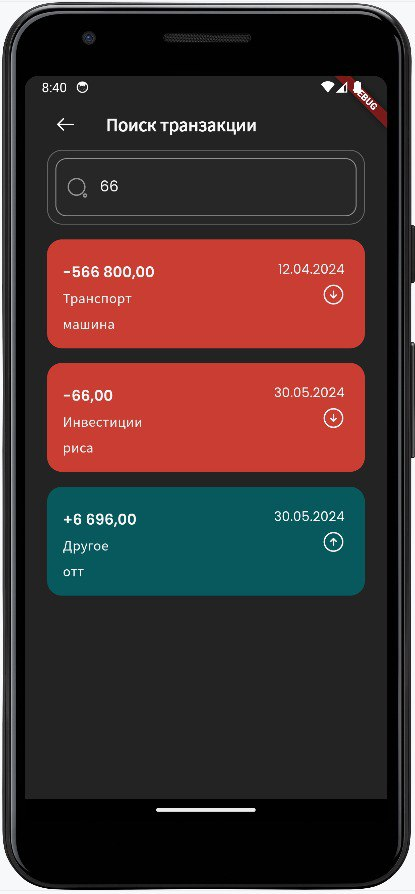 8:40
DEBUG
Поиск транзакции
66
-566 800,00
12.04.2024
Транспорт
машина
-66,00
30.05.2024
Инвестиции
риса
+6 696,00
30.05.2024
Другое
отт